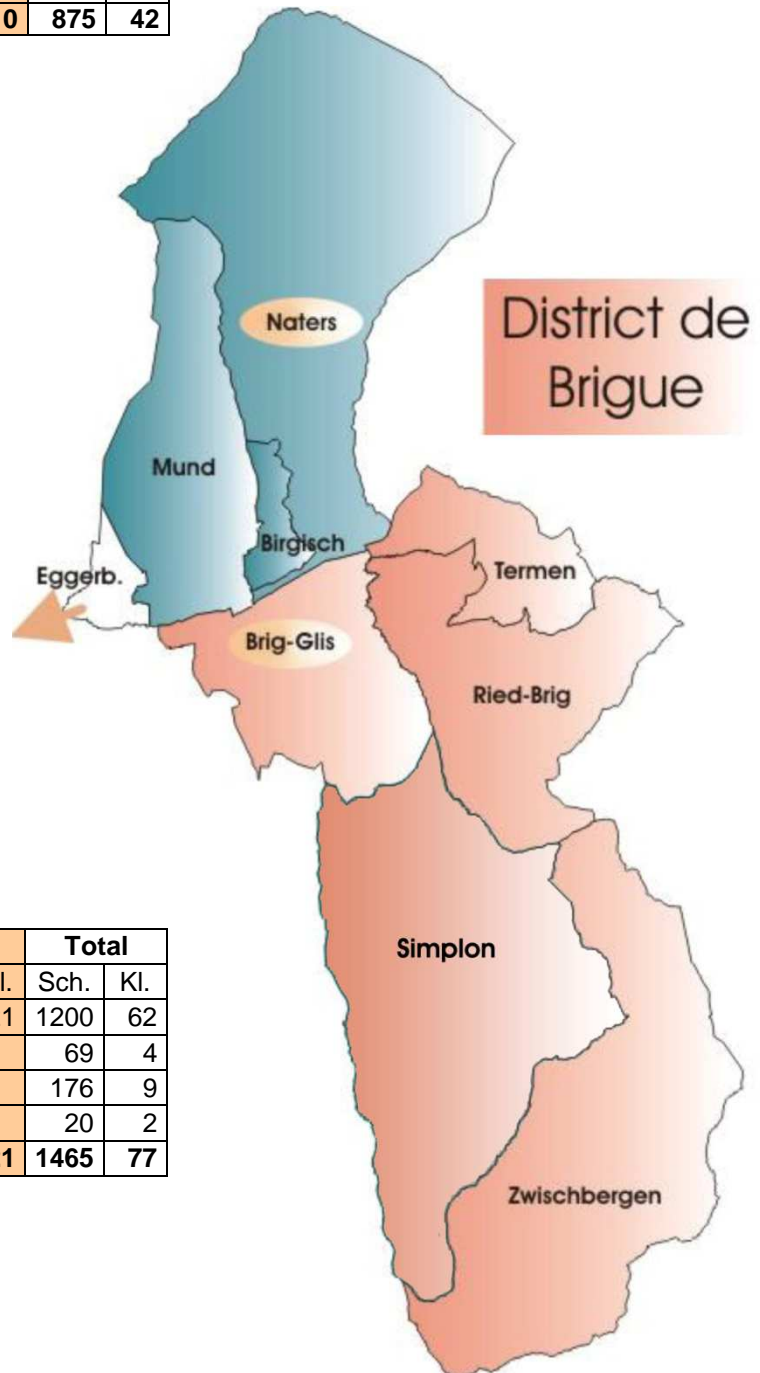 0 875 42
Naters
District de
Brigue
Mund
Birgisch
Eggerb.
Termen
Brig-Glis
Ried-Brig
Simplon
Total
l. Sch. Kl.
1 1200 62
69 4
176 9
20 2
1 1465 77
Zwischbergen